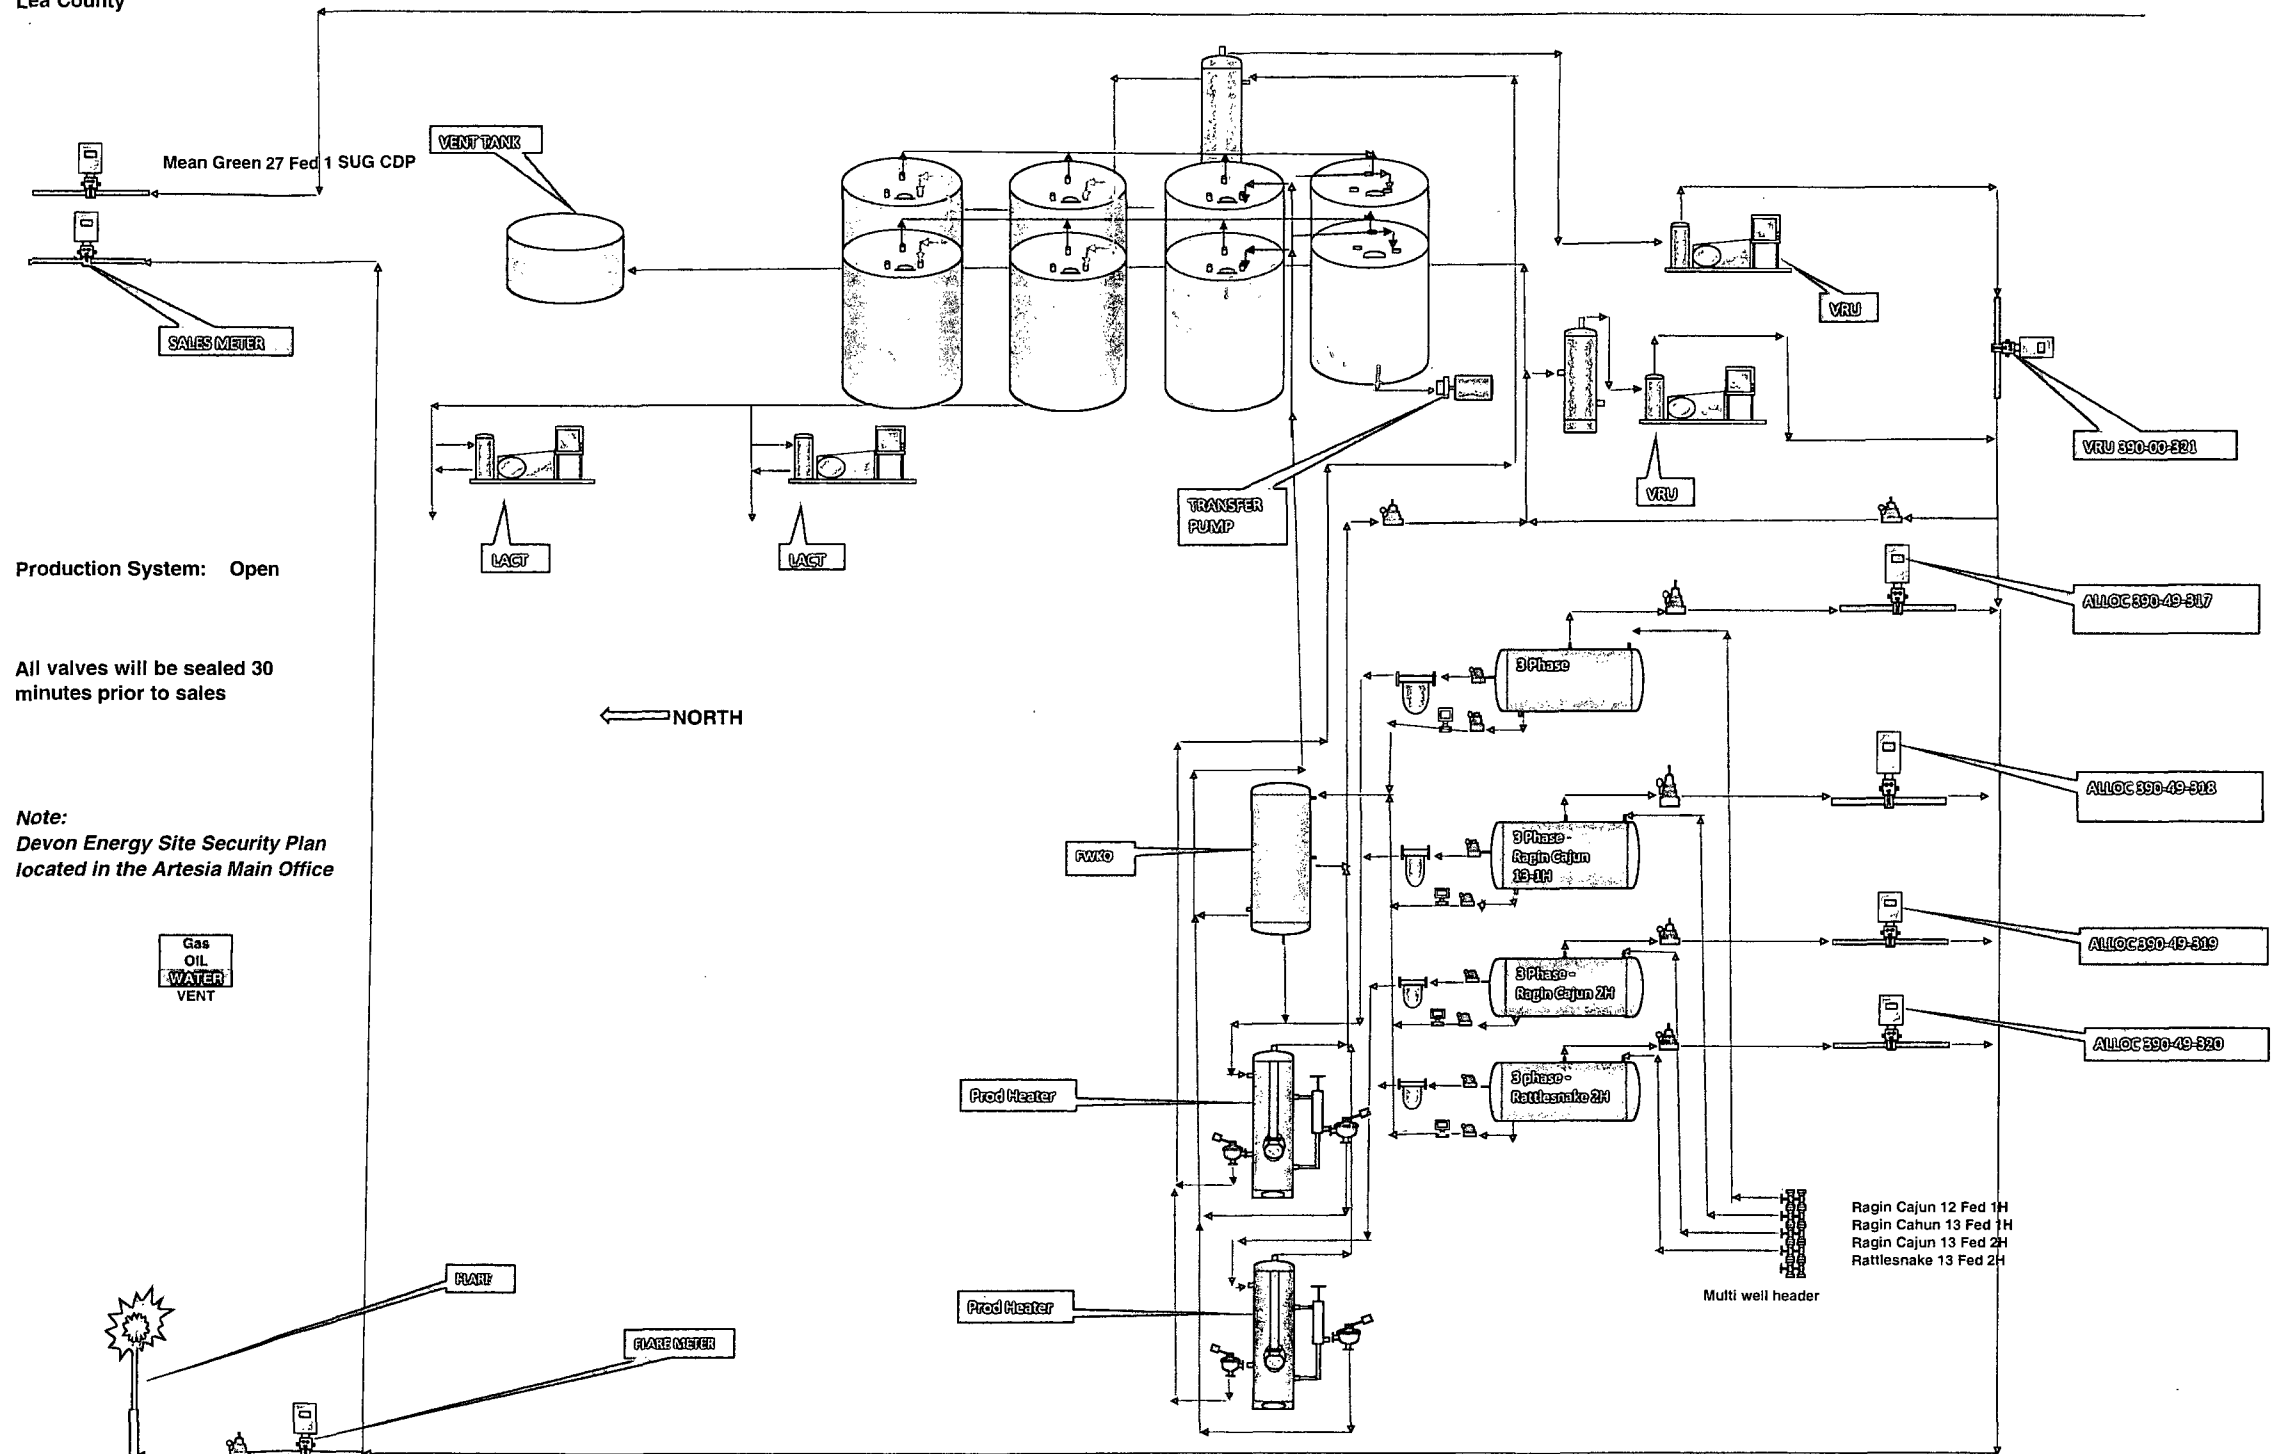 Lea County
Mean Green 27 Fed 1 SUG CDP
VENT TANK
SALES METER
VRU
VRU 390-00-321
VRU
TRANSFER
PUMP
LACT
LACT
Production System: Open
All valves will be sealed 30
minutes prior to sales
NORTH
Note:
Devon Energy Site Security Plan
located in the Artesia Main Office
Gas
OIL
WATER
VENT
ALLOC 390-49-317
3 Phase
ALLOC 390-49-318
FWKO
3 Phase -
Ragin Cajun
13-1H
ALLOC 390-49-319
3 Phase -
Ragin Cajun 2H
ALLOC 390-49-320
3 phase -
Rattlesnake 2H
Prod Heater
Prod Heater
Ragin Cajun 12 Fed 1H
Ragin Cahun 13 Fed 1H
Ragin Cajun 13 Fed 2H
Rattlesnake 13 Fed 2H
Multi well header
FLARE
FLARE METER